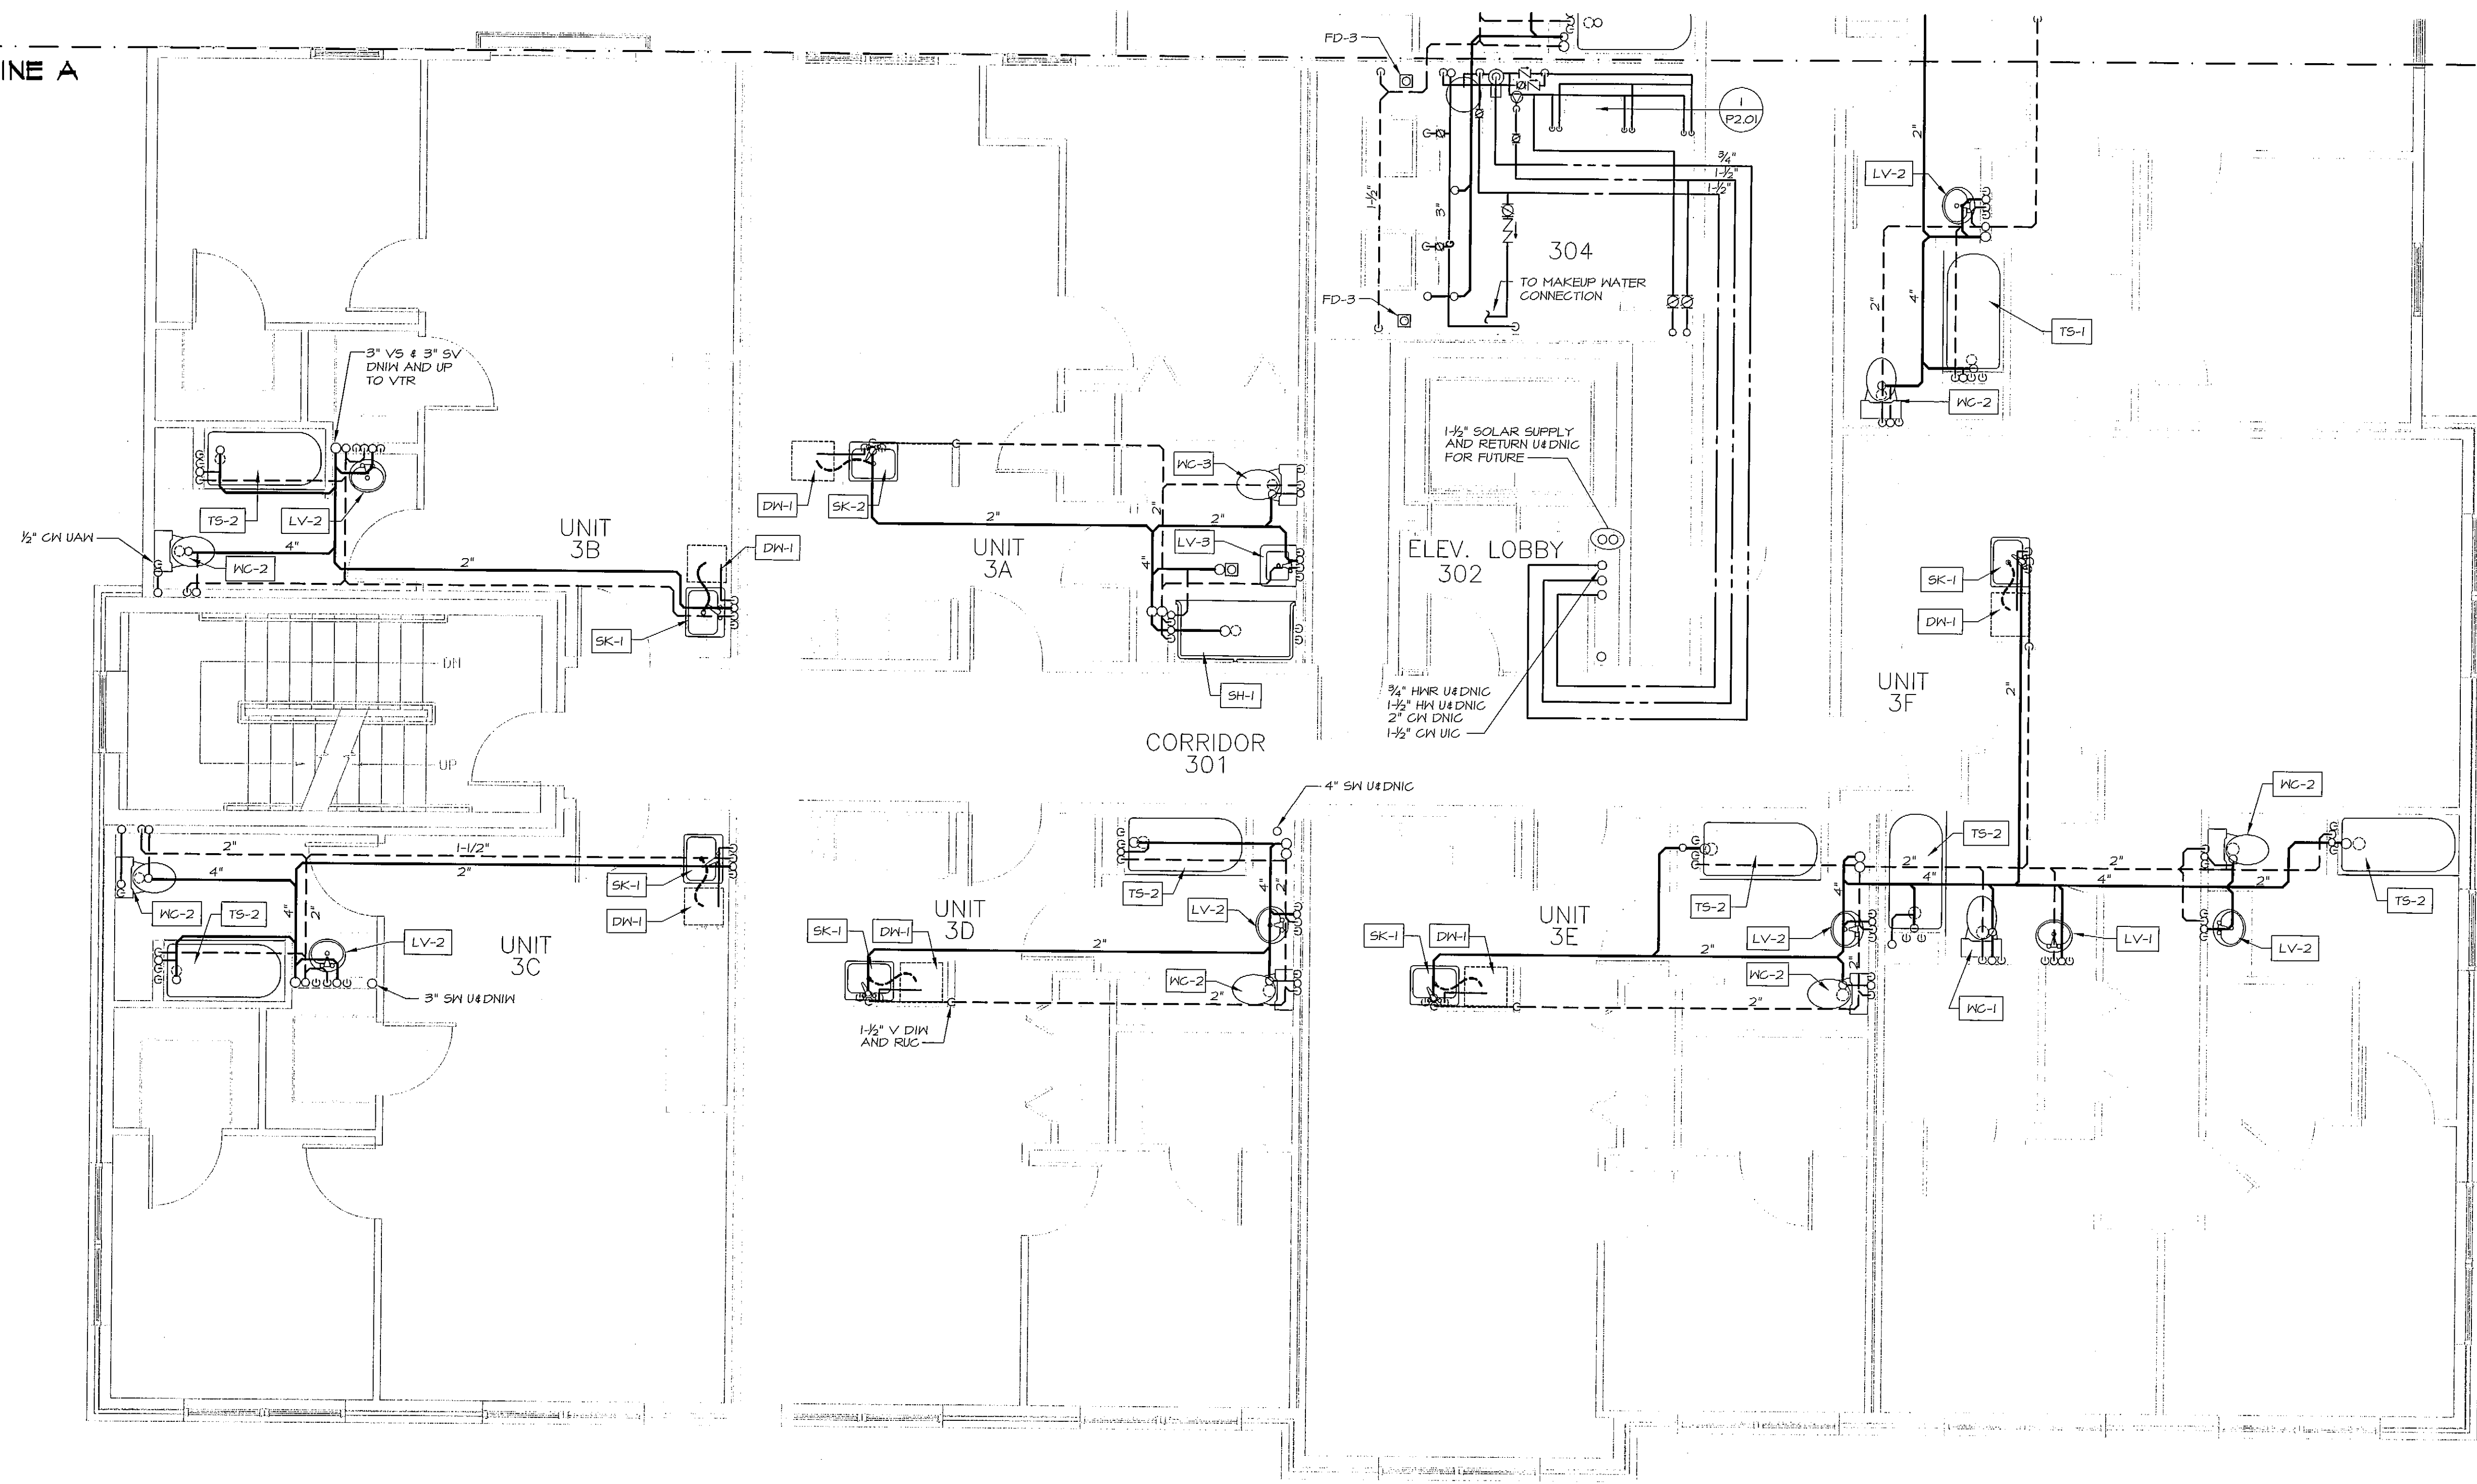 INE A
FD-3
1
P2.01
3/4"
1-1/2"
1-1/2"
1-1/2"
3"
G
304
TO MAKEUP WATER
CONNECTION
FD-3
2"
LV-2
2"
4"
TS-1
WC-2
3" VS & 3" SV
DNIW AND UP
TO VTR
TS-2
LV-2
1/2" CW UAW
4"
WC-2
UNIT
3B
2"
DW-1
SK-1
DW-1
SK-2
2"
UNIT
3A
WC-3
2"
2"
LV-3
4"
SH-1
1-1/2" SOLAR SUPPLY
AND RETURN U&DNIC
FOR FUTURE
ELEV. LOBBY
302
3/4" HWR U&DNIC
1-1/2" HW U&DNIC
2" CW DNIC
1-1/2" CW UIC
SK-1
DW-1
2"
UNIT
3F
DN
UP
CORRIDOR
301
4" SW U&DNIC
2"
1-1/2"
2"
4"
WC-2
TS-2
4"
2"
LV-2
UNIT
3C
3" SW U&DNIW
SK-1
DW-1
TS-2
4"
2"
LV-2
UNIT
3D
SK-1
DW-1
2"
WC-2
2"
1-1/2" V DIW
AND RUC
TS-2
4"
UNIT
3E
SK-1
DW-1
LV-2
2"
WC-2
2"
2"
TS-2
2"
4"
2"
4"
2"
WC-2
TS-2
LV-1
LV-2
WC-1